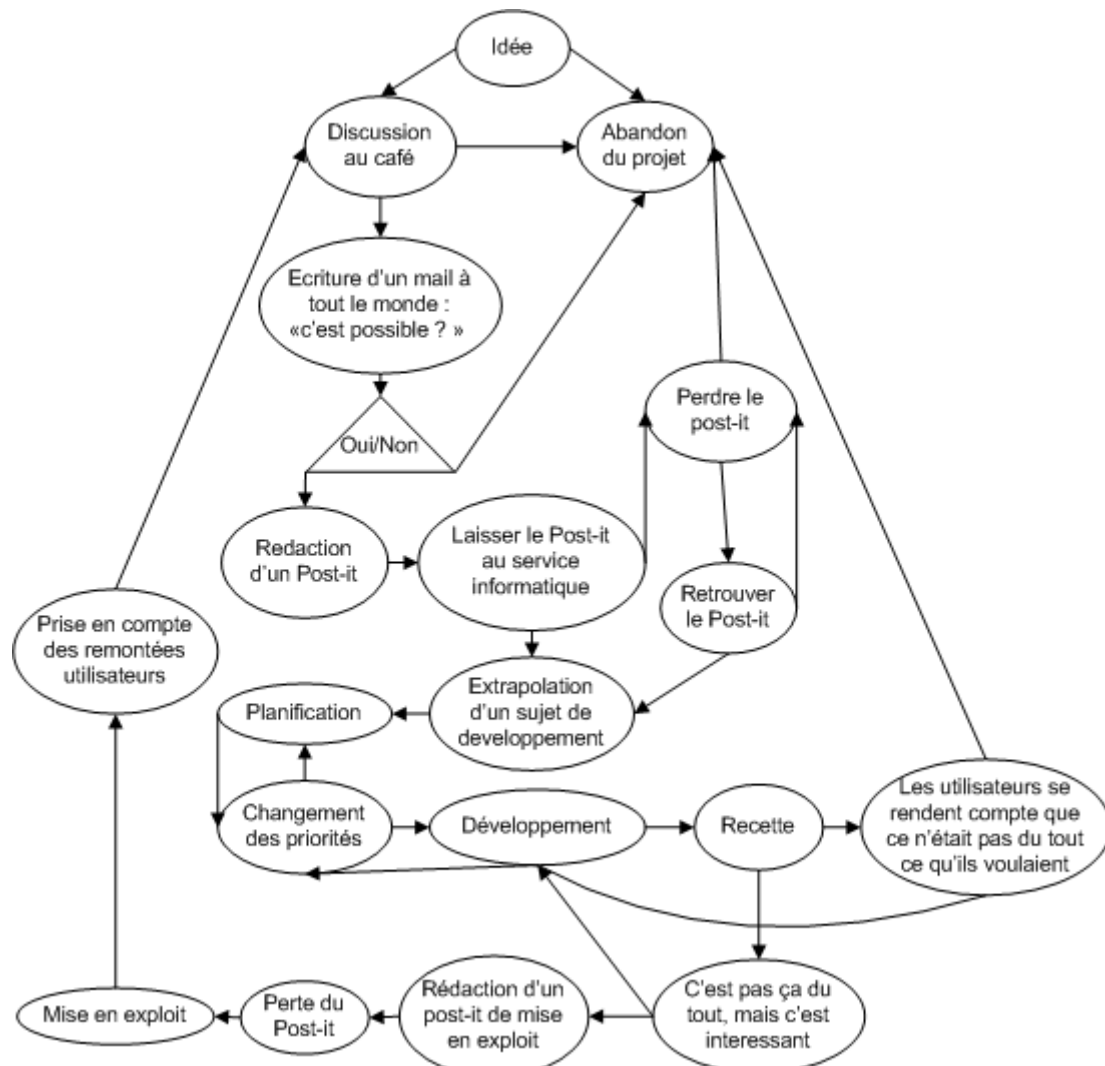 Idée
Discussion
au café
Abandon
du projet
Ecriture d'un mail à
tout le monde :
«c'est possible ? »
Perdre le
post-it
Oui/Non
Redaction
d'un Post-it
Laisser le Post-it
au service
informatique
Retrouver
le Post-it
Prise en compte
des remontées
utilisateurs
Planification
Extrapolation
d'un sujet de
developpement
Changement
des priorités
Développement
Recette
Les utilisateurs se
rendent compte que
ce n'était pas du tout
ce qu'ils voulaient
Mise en exploit
Perte du
Post-it
Rédaction d'un
post-it de mise
en exploit
C'est pas ça du
tout, mais c'est
interessant